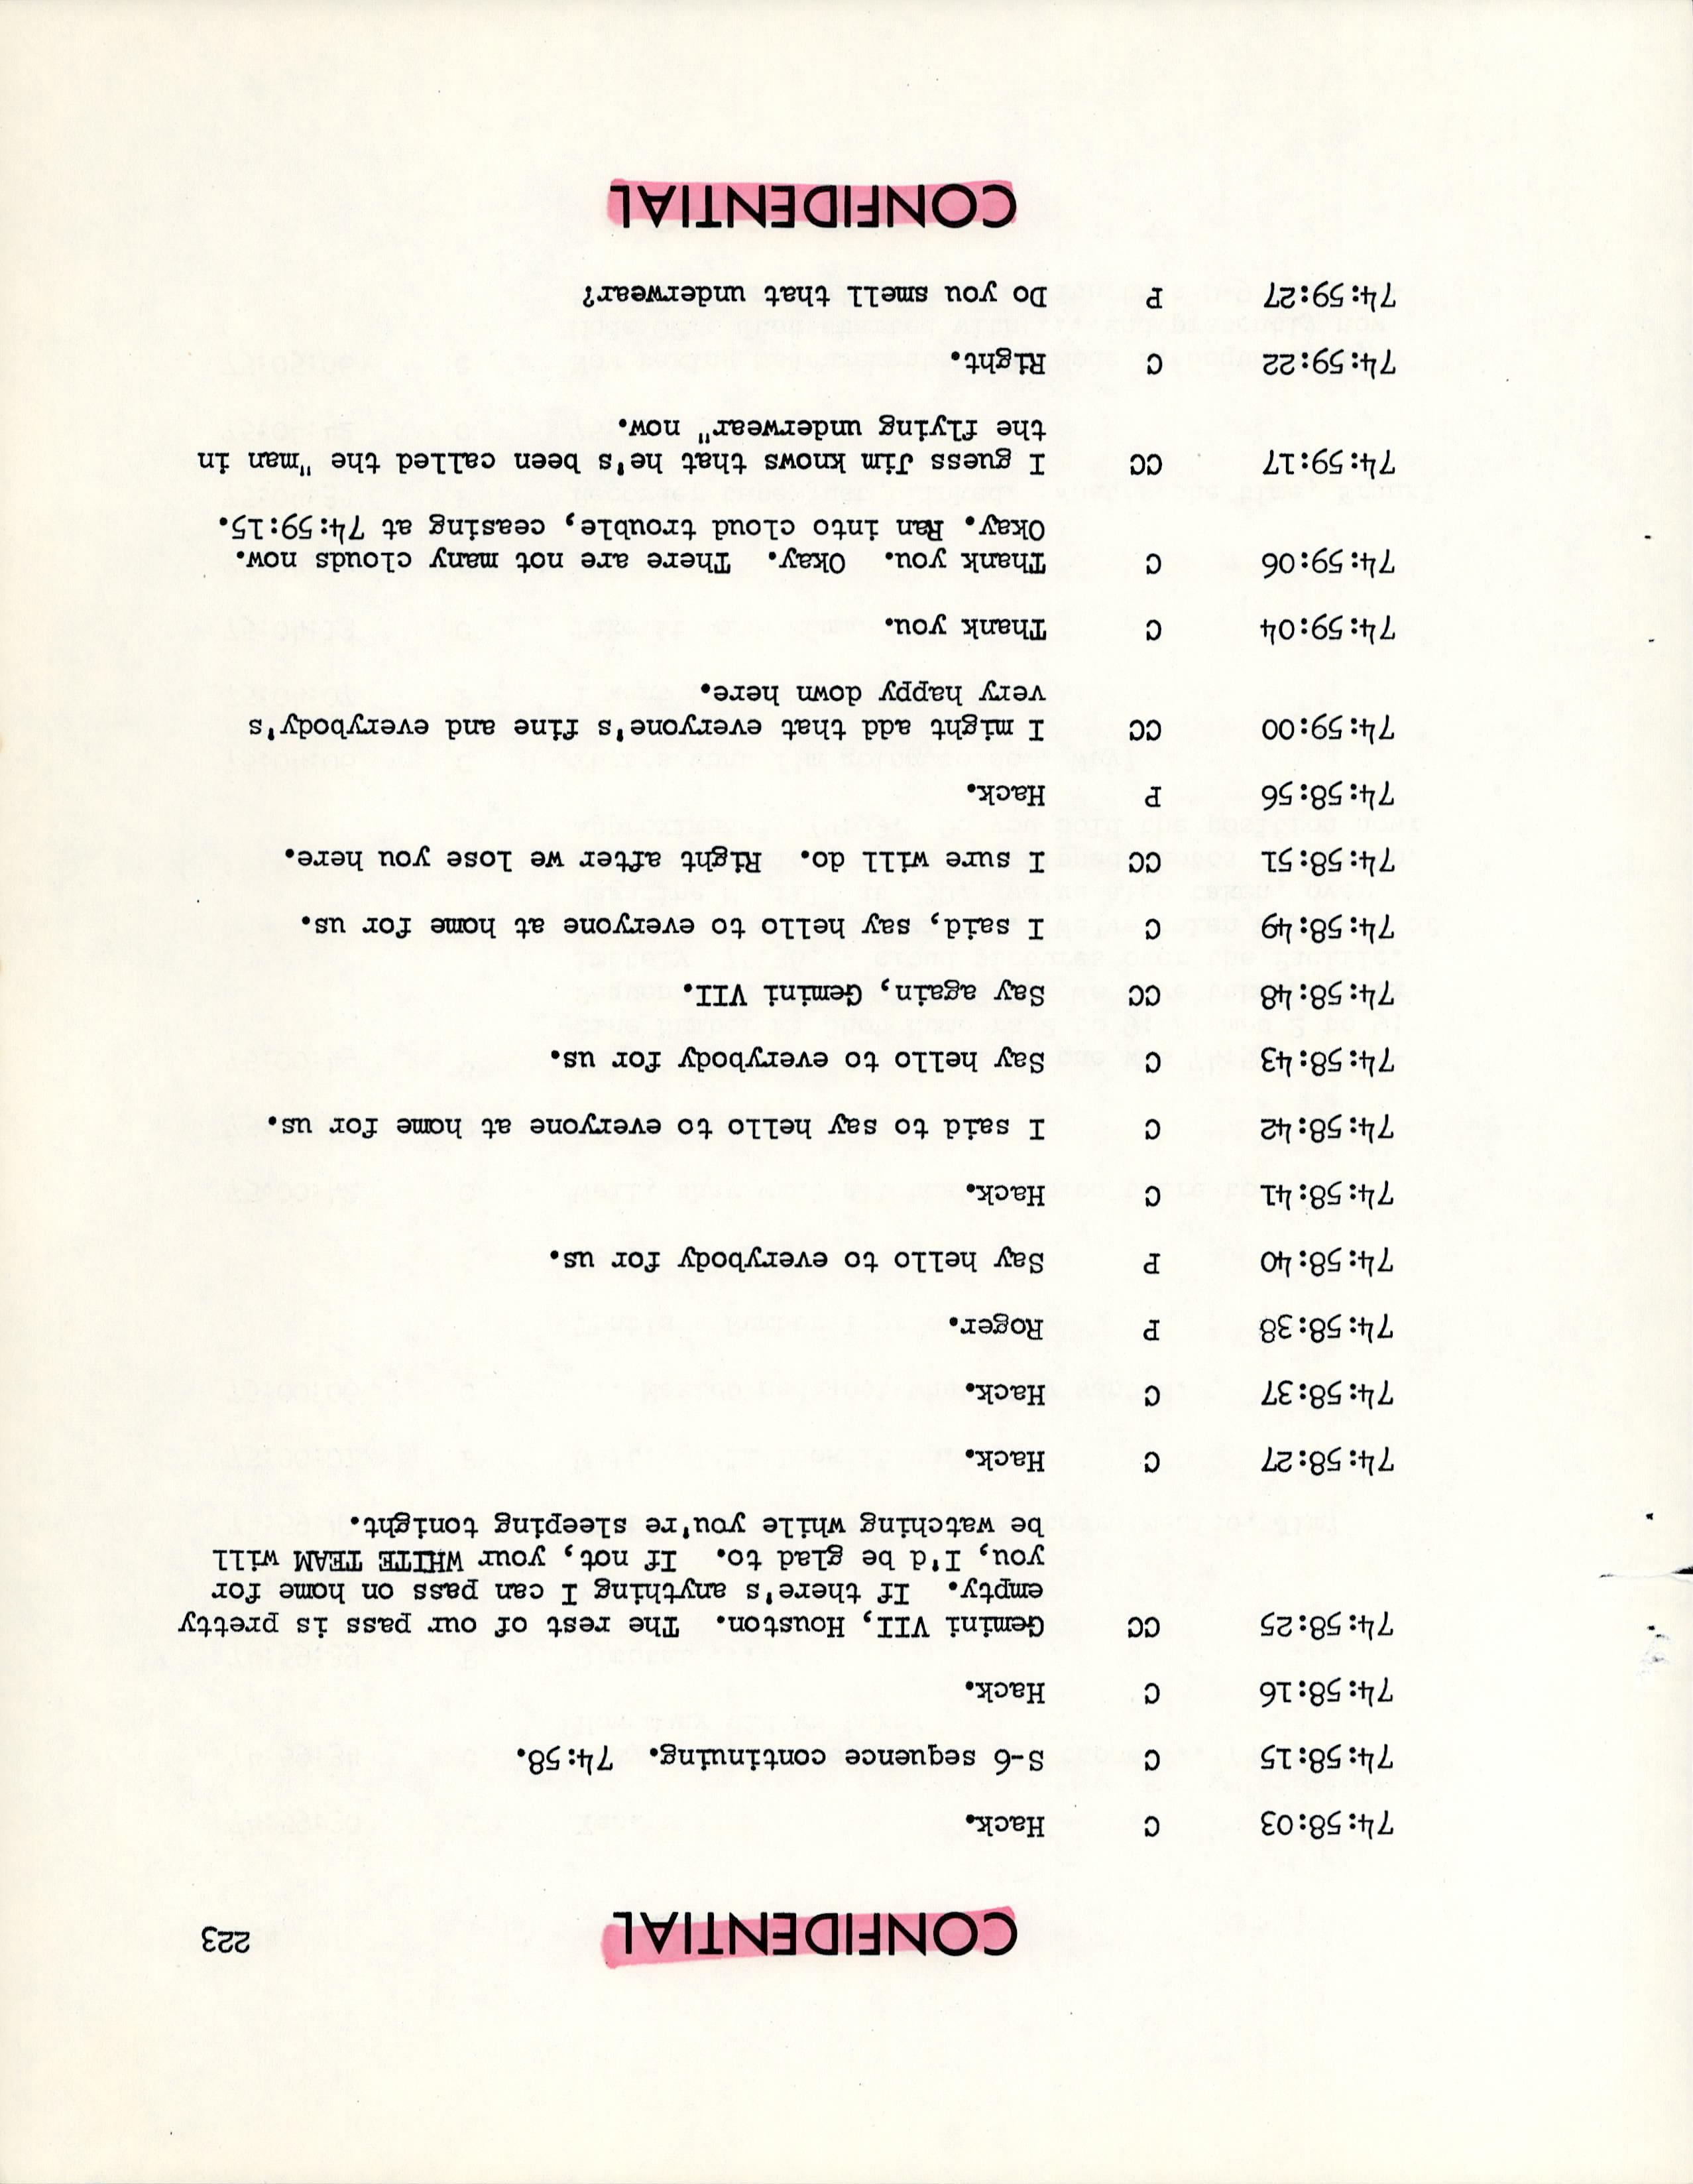 CONFIDENTIAL 223
74:58:03 C Hack.
74:58:15 C S-6 sequence continuing. 74:58.
74:58:16 C Hack.
74:58:25 CC Gemini VII, Houston. The rest of our pass is pretty
empty. If there's anything I can pass on home for
you, I'd be glad to. If not, your WHITE TEAM will
be watching while you're sleeping tonight.
74:58:27 C Hack.
74:58:37 C Hack.
74:58:38 P Roger.
74:58:40 P Say hello to everybody for us.
74:58:41 C Hack.
74:58:42 C I said to say hello to everyone at home for us.
74:58:43 C Say hello to everybody for us.
74:58:48 CC Say again, Gemini VII.
74:58:49 C I said, say hello to everyone at home for us.
74:58:51 CC I sure will do. Right after we lose you here.
74:58:56 P Hack.
74:59:00 CC I might add that everyone's fine and everybody's
very happy down here.
74:59:04 C Thank you.
74:59:06 C Thank you. Okay. There are not many clouds now.
Okay. Ran into cloud trouble, ceasing at 74:59:15.
74:59:17 CC I guess Jim knows that he's been called the "man in
the flying underwear" now.
74:59:22 C Right.
74:59:27 P Do you smell that underwear?
CONFIDENTIAL